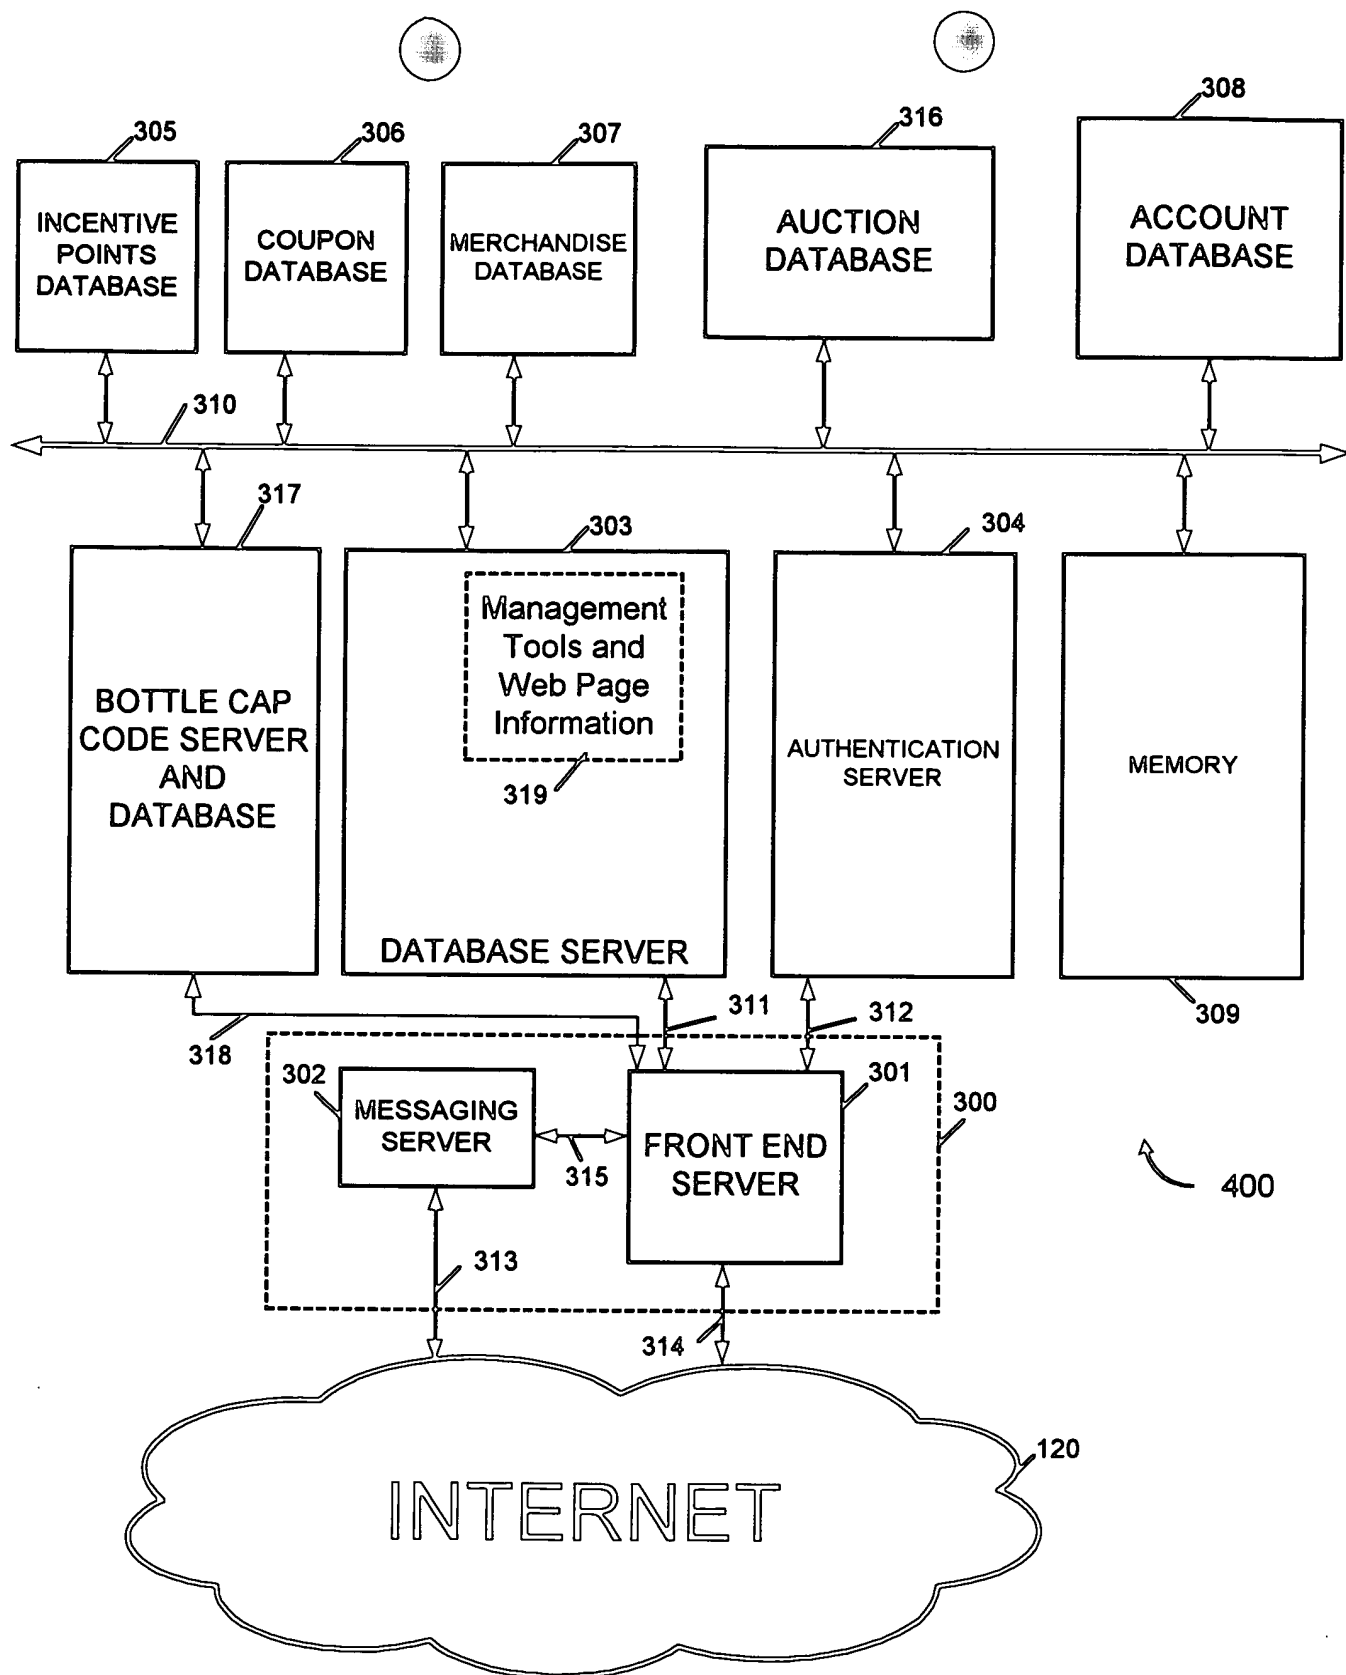 305
306
307
316
308
INCENTIVE
POINTS
DATABASE
COUPON
DATABASE
MERCHANDISE
DATABASE
AUCTION
DATABASE
ACCOUNT
DATABASE
310
317
303
304
BOTTLE CAP
CODE SERVER
AND
DATABASE
Management
Tools and
Web Page
Information
319
DATABASE SERVER
AUTHENTICATION
SERVER
MEMORY
309
318
311
312
302
MESSAGING
SERVER
315
301
FRONT END
SERVER
300
400
313
314
120
INTERNET